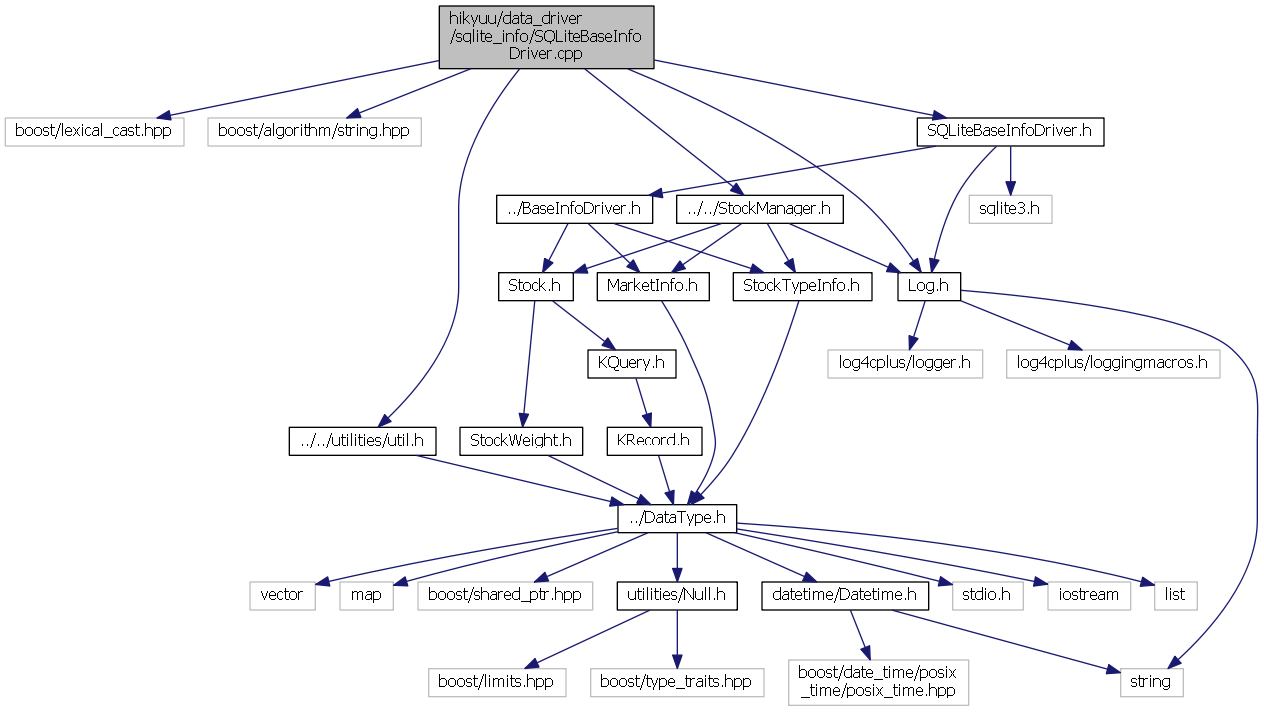 hikyuu/data_driver
/sqlite_info/SQLiteBaseInfo
Driver.cpp
boost/lexical_cast.hpp
boost/algorithm/string.hpp
SQLiteBaseInfoDriver.h
../BaseInfoDriver.h
../../StockManager.h
sqlite3.h
Stock.h
MarketInfo.h
StockTypeInfo.h
Log.h
KQuery.h
log4cplus/logger.h
log4cplus/loggingmacros.h
../../utilities/util.h
StockWeight.h
KRecord.h
../DataType.h
vector
map
boost/shared_ptr.hpp
utilities/Null.h
datetime/Datetime.h
stdio.h
iostream
list
boost/limits.hpp
boost/type_traits.hpp
boost/date_time/posix
_time/posix_time.hpp
string